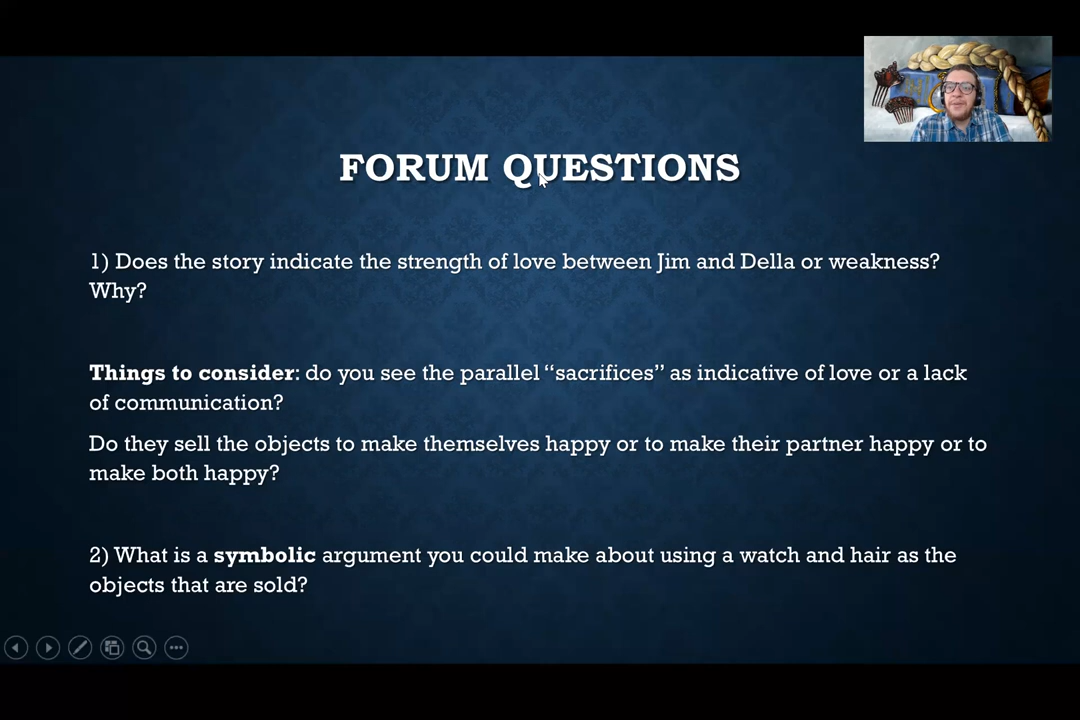 FORUM QUESTIONS
1) Does the story indicate the strength of love between Jim and Della or weakness?
Why?
Things to consider: do you see the parallel “sacrifices” as indicative of love or a lack
of communication?
Do they sell the objects to make themselves happy or to make their partner happy or to
make both happy?
2) What is a symbolic argument you could make about using a watch and hair as the
objects that are sold?